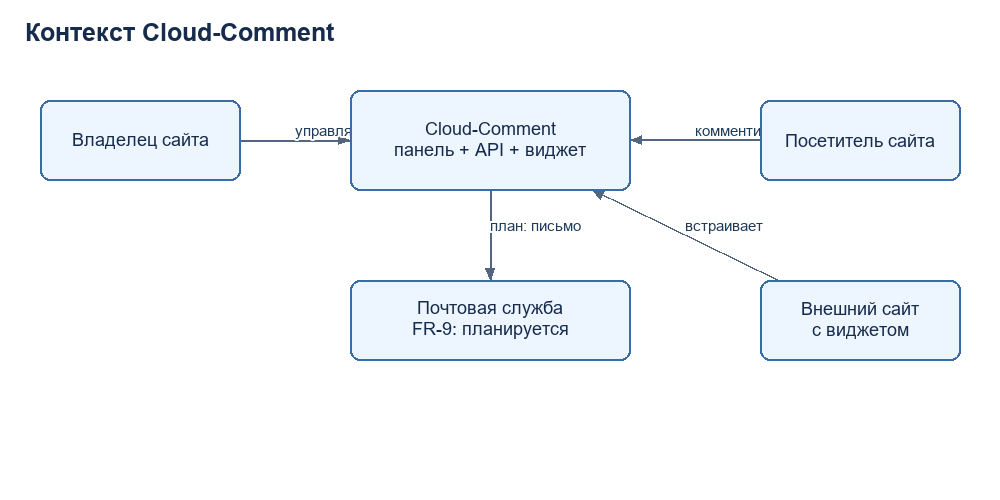 Контекст Cloud-Comment
Владелец сайта
управля
Cloud-Comment
панель + API + виджет
комменти
Посетитель сайта
план: письмо
встраивает
Почтовая служба
FR-9: планируется
Внешний сайт
с виджетом